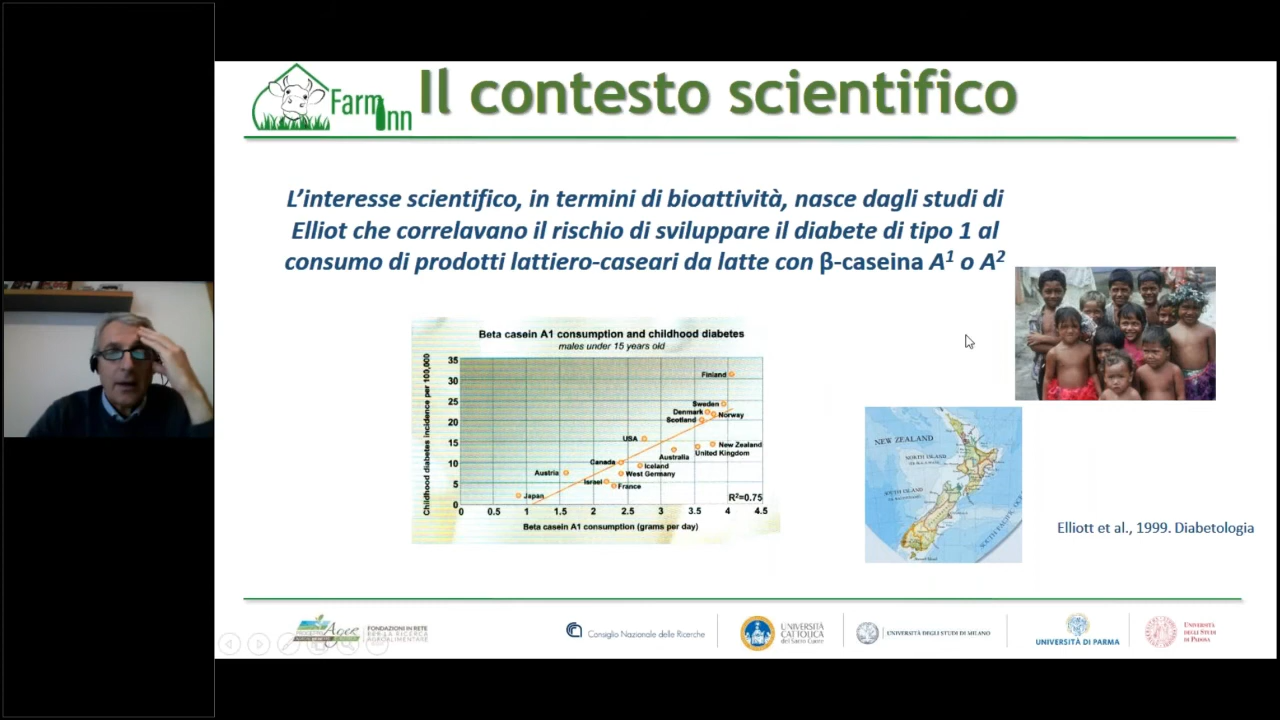 Farm
Inn
Il contesto scientifico
L’interesse scientifico, in termini di bioattività, nasce dagli studi di
Elliot che correlavano il rischio di sviluppare il diabete di tipo 1 al
consumo di prodotti lattiero-caseari da latte con β-caseina A¹ o A²
Beta casein A1 consumption and childhood diabetes
males under 15 years old
Childhood diabetes incidence per 100,000
35
30
25
20
15
10
5
0
Finland
Sweden
Denmark
Norway
Scotland
USA
New Zealand
United Kingdom
Australia
Canada
Iceland
Austria
West Germany
Israel
France
Japan
R²=0.75
0 0.5 1 1.5 2 2.5 3 3.5 4 4.5
Beta casein A1 consumption (grams per day)
NEW ZEALAND
NORTH ISLAND
SOUTH ISLAND
SOUTH PACIFIC
Elliott et al., 1999. Diabetologia
Ager
FONDAZIONI IN RETE
PER LA RICERCA
AGROALIMENTARE
Consiglio Nazionale delle Ricerche
UNIVERSITÀ
CATTOLICA
del Sacro Cuore
UNIVERSITÀ DEGLI STUDI DI MILANO
UNIVERSITÀ DI PARMA
UNIVERSITÀ
DEGLI STUDI
DI PADOVA